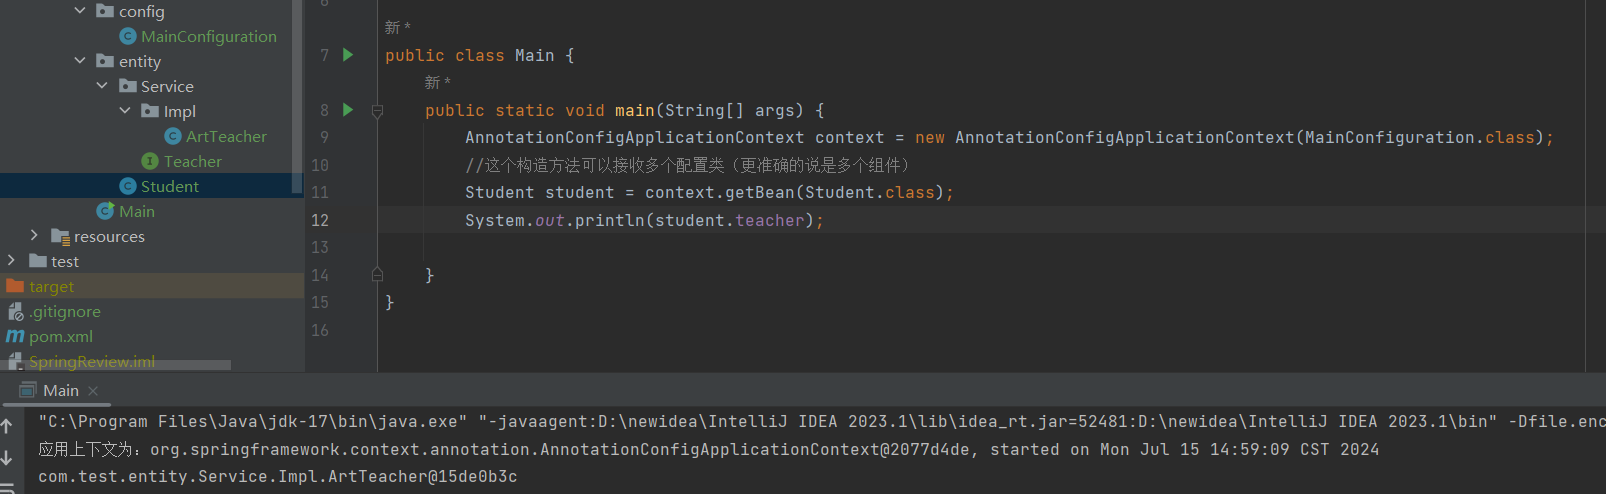 config
MainConfiguration
entity
Service
Impl
ArtTeacher
Teacher
Student
Main
resources
test
target
.gitignore
pom.xml
SpringReview.iml
新 *
7 public class Main {
新 *
8 public static void main(String[] args) {
9 AnnotationConfigApplicationContext context = new AnnotationConfigApplicationContext(MainConfiguration.class);
10 //这个构造方法可以接收多个配置类（更准确的说是多个组件）
11 Student student = context.getBean(Student.class);
12 System.out.println(student.teacher);
13
14 }
15 }
16
Main
"C:\Program Files\Java\jdk-17\bin\java.exe" "-javaagent:D:\newidea\IntelliJ IDEA 2023.1\lib\idea_rt.jar=52481:D:\newidea\IntelliJ IDEA 2023.1\bin" -Dfile.enc
应用上下文为：org.springframework.context.annotation.AnnotationConfigApplicationContext@2077d4de, started on Mon Jul 15 14:59:09 CST 2024
com.test.entity.Service.Impl.ArtTeacher@15de0b3c